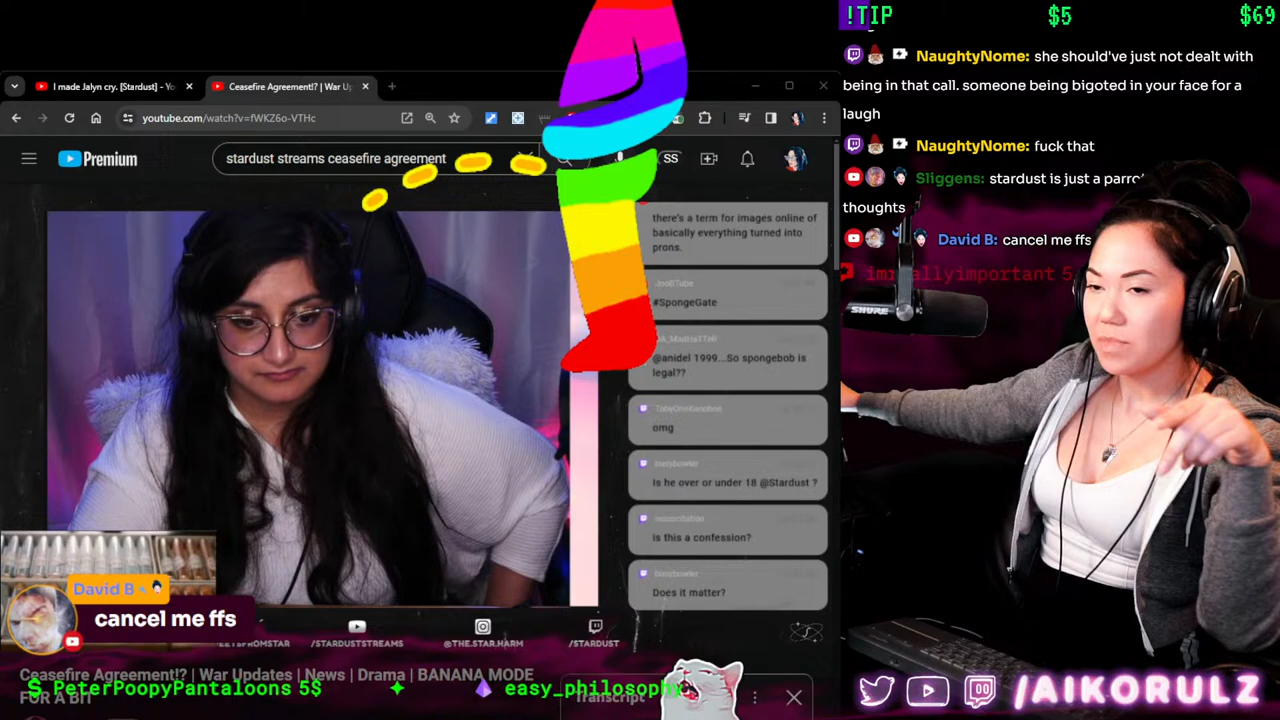 !TIP $5 $69
NaughtyNome: she should've just not dealt with
being in that call. someone being bigoted in your face for a
laugh
NaughtyNome: fuck that
Sliggens: stardust is just a parrot
thoughts
David B: cancel me ffs
I made Jalyn cry. [Stardust] - Yo
Ceasefire Agreement!? | War Up
youtube.com/watch?v=fWKZ6o-VTHc
Premium
stardust streams ceasefire agreement
SS
there's a term for images online of
basically everything turned into
prons.
JooBTube
#SpongeGate
@anidel 1999...So spongebob is
legal??
omg
Is he over or under 18 @Stardust ?
is this a confession?
Does it matter?
David B
cancel me ffs
/STARDUSTSTREAMS
@THE.STAR.HARM
/STARDUST
Ceasefire Agreement!? | War Updates | News | Drama | BANANA MODE
FOR A BIT
Transcript
PeterPoopyPantaloons 5$
easy_philosophy
SHURE
/AIKORULZ